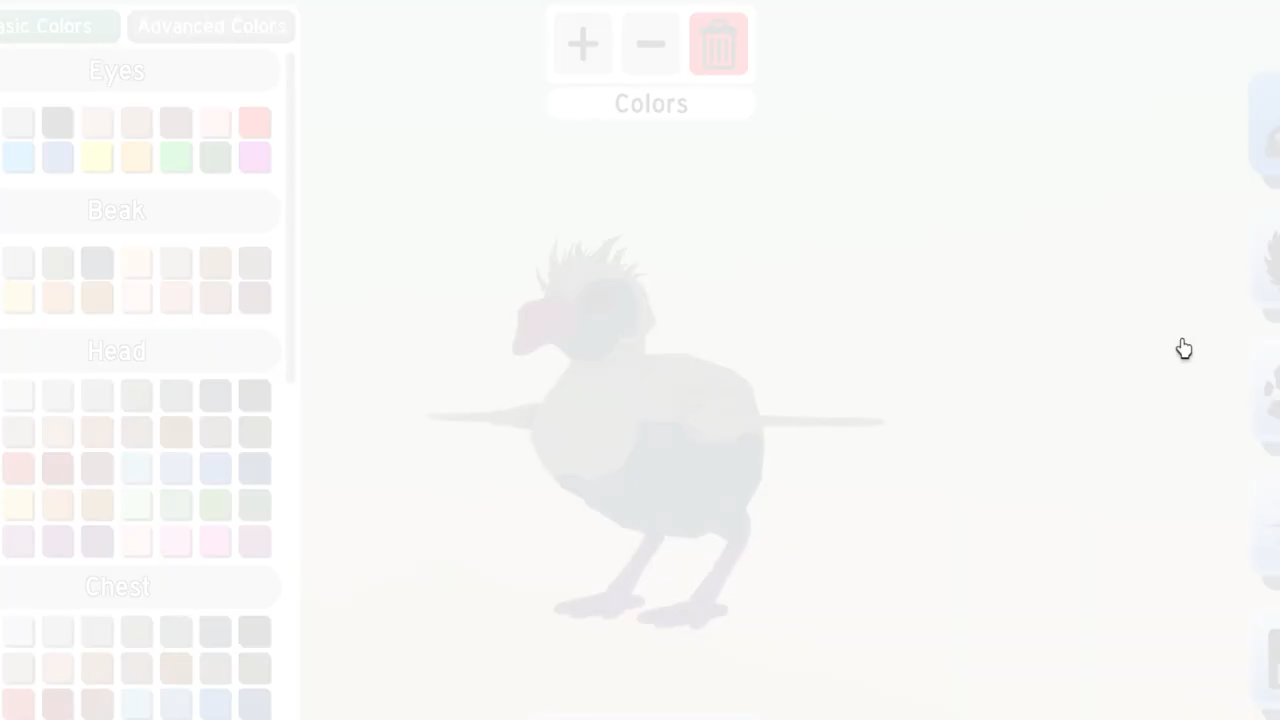 asic Colors
Advanced Colors
Colors
Eyes
Beak
Head
Chest